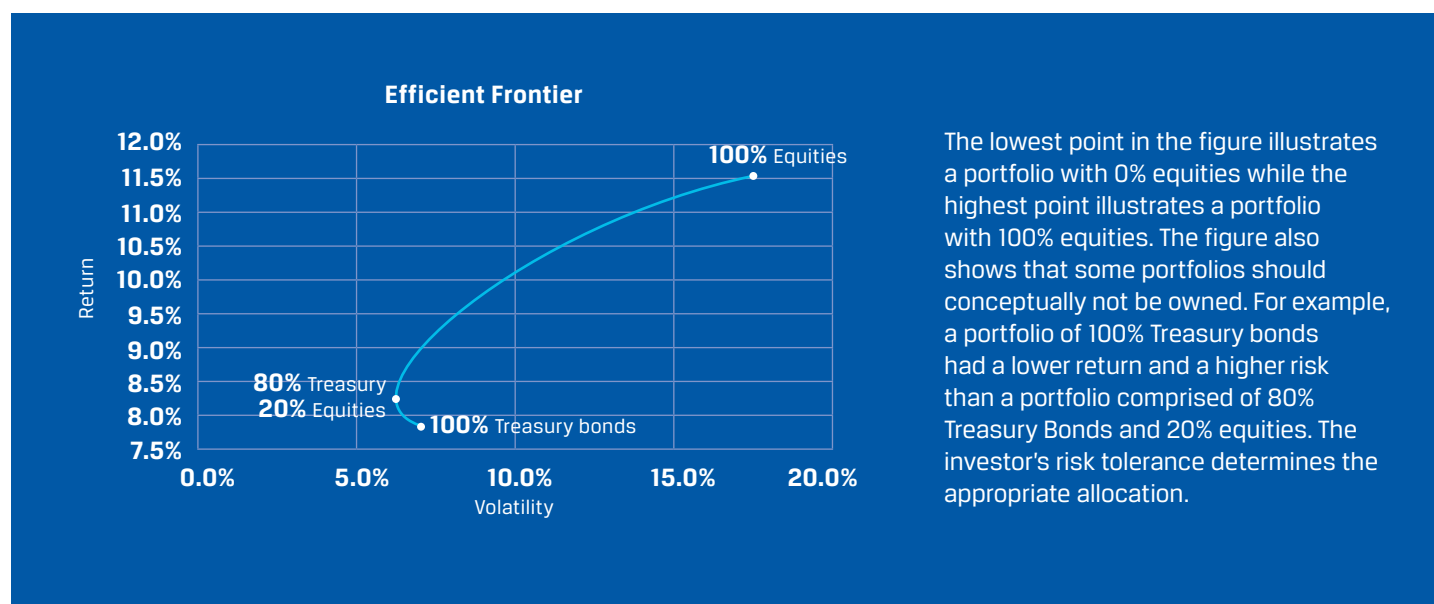 Efficient Frontier
12.0%
11.5%
11.0%
10.5%
10.0%
9.5%
9.0%
8.5%
8.0%
7.5%
Return
100% Equities
80% Treasury
20% Equities
100% Treasury bonds
0.0%
5.0%
10.0%
15.0%
20.0%
Volatility
The lowest point in the figure illustrates
a portfolio with 0% equities while the
highest point illustrates a portfolio
with 100% equities. The figure also
shows that some portfolios should
conceptually not be owned. For example,
a portfolio of 100% Treasury bonds
had a lower return and a higher risk
than a portfolio comprised of 80%
Treasury Bonds and 20% equities. The
investor’s risk tolerance determines the
appropriate allocation.